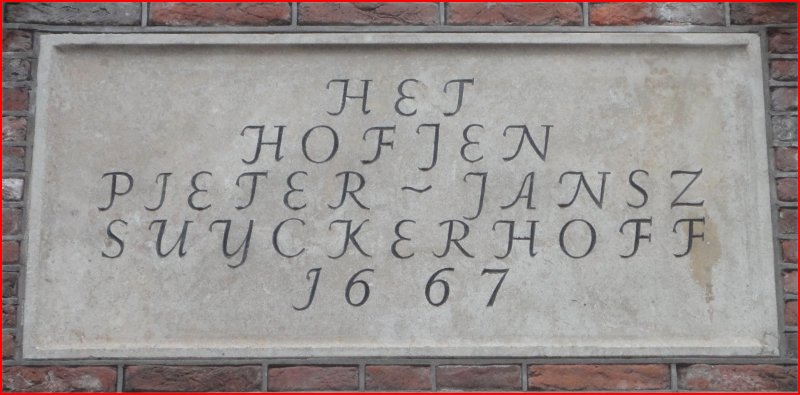 HET
HOFJEN
PIETER ~ JANSZ
SUYCKERHOFF
1667